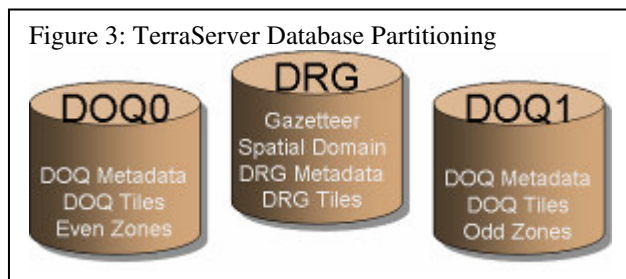 Figure 3: TerraServer Database Partitioning
DOQ0
DOQ Metadata
DOQ Tiles
Even Zones
DRG
Gazetteer
Spatial Domain
DRG Metadata
DRG Tiles
DOQ1
DOQ Metadata
DOQ Tiles
Odd Zones